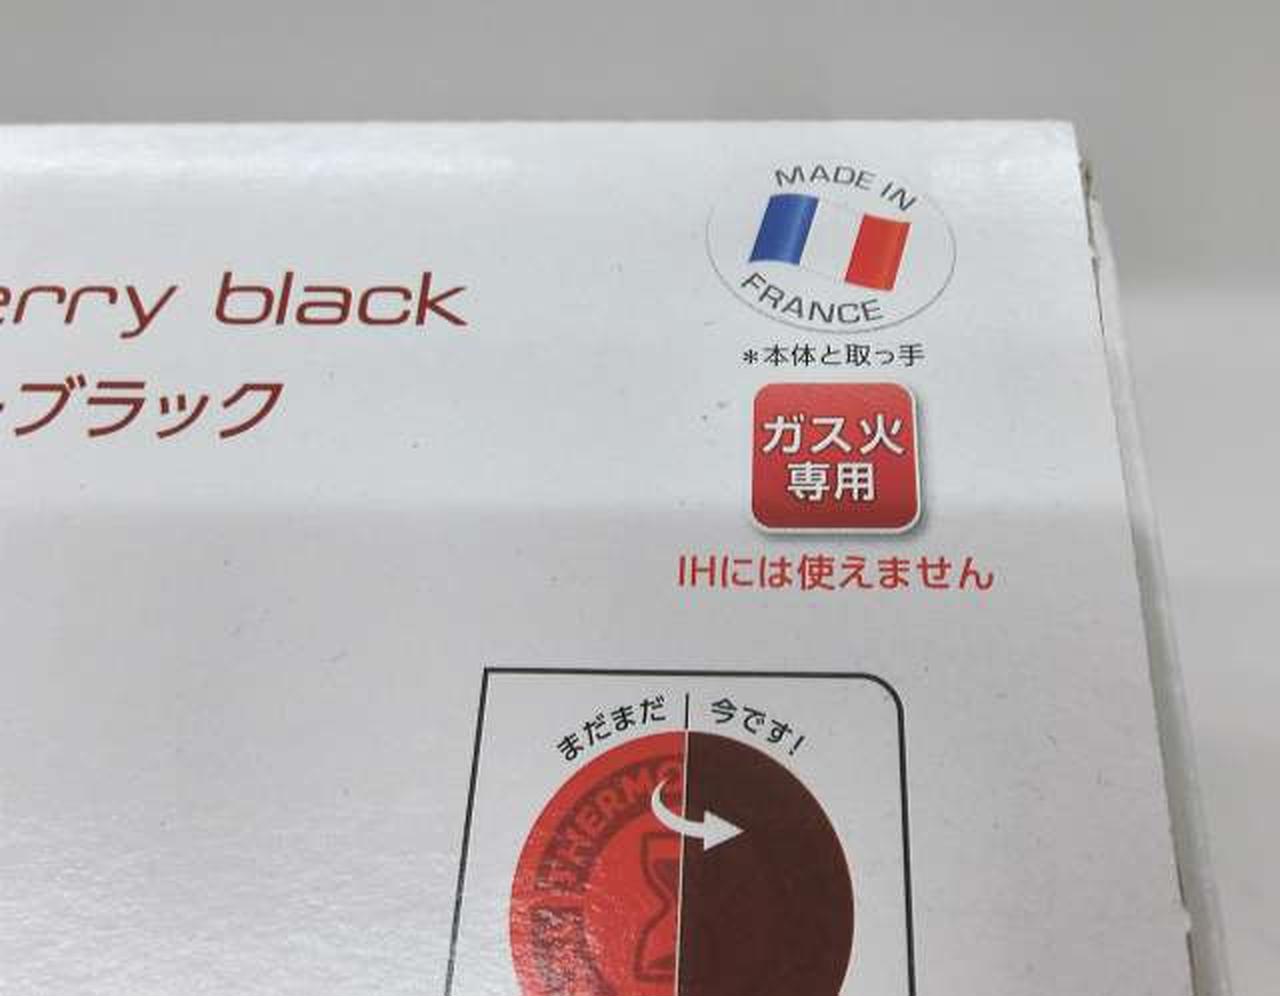 MADE IN
FRANCE
*本体と取っ手
erry black
ーブラック
ガス火
専用
IHには使えません
まだまだ
今です!
THERMO